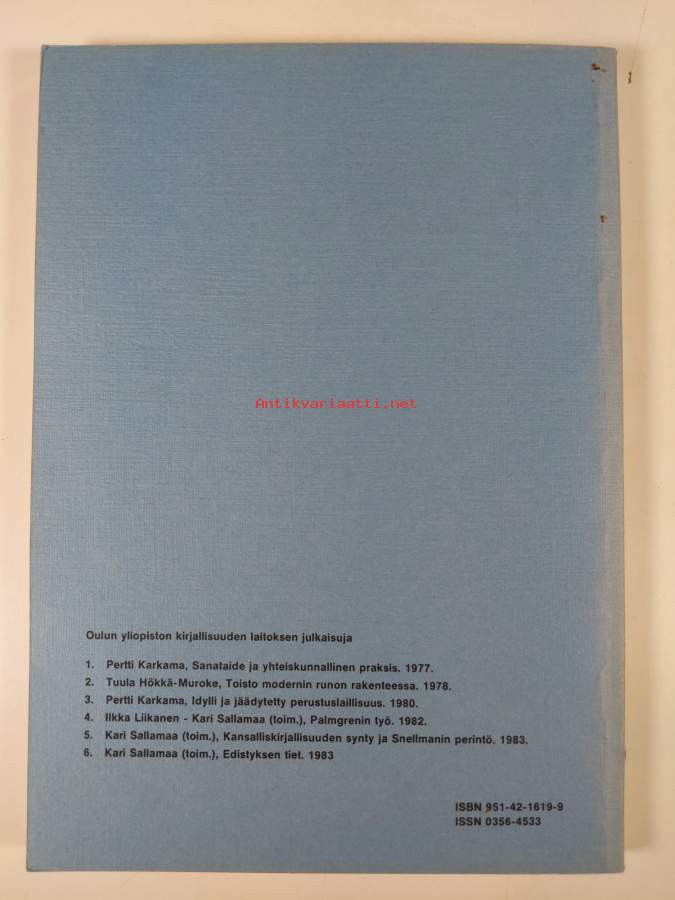 Antikvariaatti.net
Oulun yliopiston kirjallisuuden laitoksen julkaisuja
1. Pertti Karkama, Sanataide ja yhteiskunnallinen praksis. 1977.
2. Tuula Hökkä-Muroke, Toisto modernin runon rakenteessa. 1978.
3. Pertti Karkama, Idylli ja jäädytetty perustuslaillisuus. 1980.
4. Ilkka Liikanen - Kari Sallamaa (toim.), Palmgrenin työ. 1982.
5. Kari Sallamaa (toim.), Kansalliskirjallisuuden synty ja Snellmanin perintö. 1983.
6. Kari Sallamaa (toim.), Edistyksen tiet. 1983
ISBN 951-42-1619-9
ISSN 0356-4533